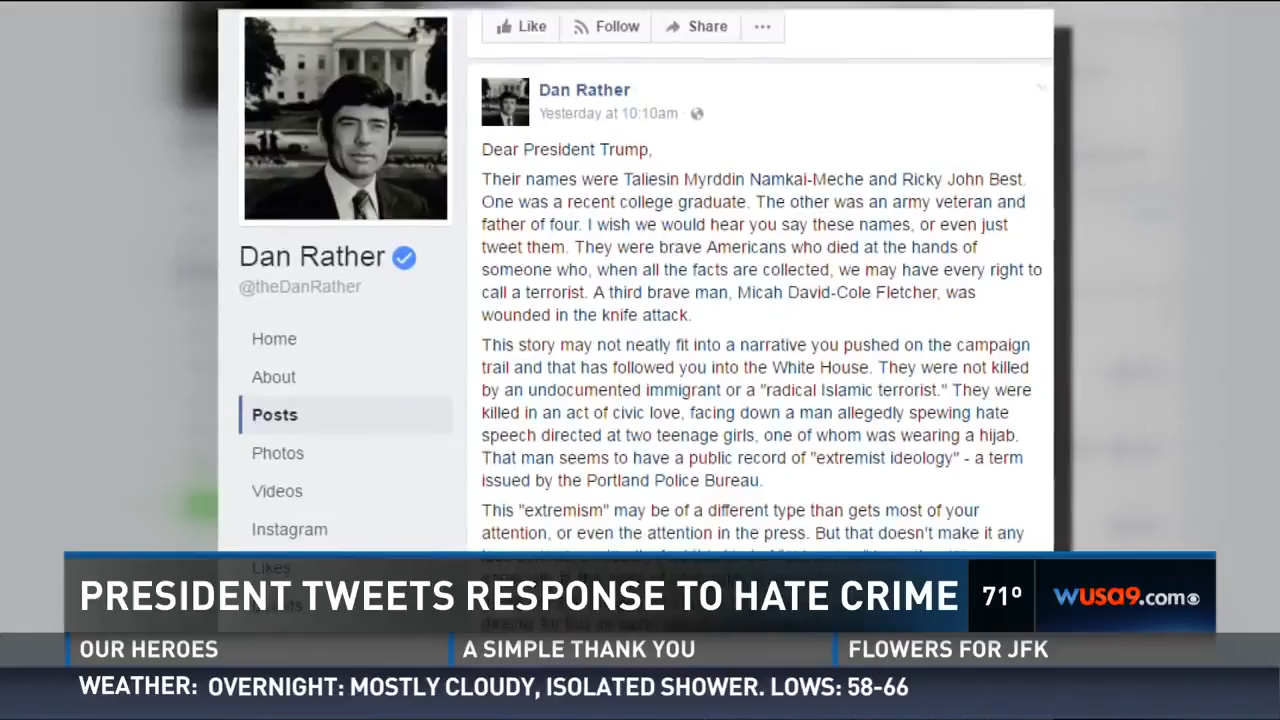 Like
Follow
Share
Dan Rather
Yesterday at 10:10am
Dear President Trump,
Their names were Taliesin Myrddin Namkai-Meche and Ricky John Best.
One was a recent college graduate. The other was an army veteran and
father of four. I wish we would hear you say these names, or even just
tweet them. They were brave Americans who died at the hands of
someone who, when all the facts are collected, we may have every right to
call a terrorist. A third brave man, Micah David-Cole Fletcher, was
wounded in the knife attack.
This story may not neatly fit into a narrative you pushed on the campaign
trail and that has followed you into the White House. They were not killed
by an undocumented immigrant or a "radical Islamic terrorist." They were
killed in an act of civic love, facing down a man allegedly spewing hate
speech directed at two teenage girls, one of whom was wearing a hijab.
That man seems to have a public record of "extremist ideology" - a term
issued by the Portland Police Bureau.
This "extremism" may be of a different type than gets most of your
attention, or even the attention in the press. But that doesn't make it any
Dan Rather
@theDanRather
Home
About
Posts
Photos
Videos
Instagram
Likes
PRESIDENT TWEETS RESPONSE TO HATE CRIME
71°
wusa9.com
OUR HEROES
A SIMPLE THANK YOU
FLOWERS FOR JFK
WEATHER: OVERNIGHT: MOSTLY CLOUDY, ISOLATED SHOWER. LOWS: 58-66